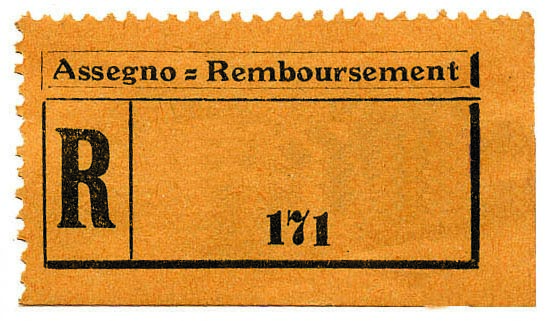 Assegno = Remboursement
R
171